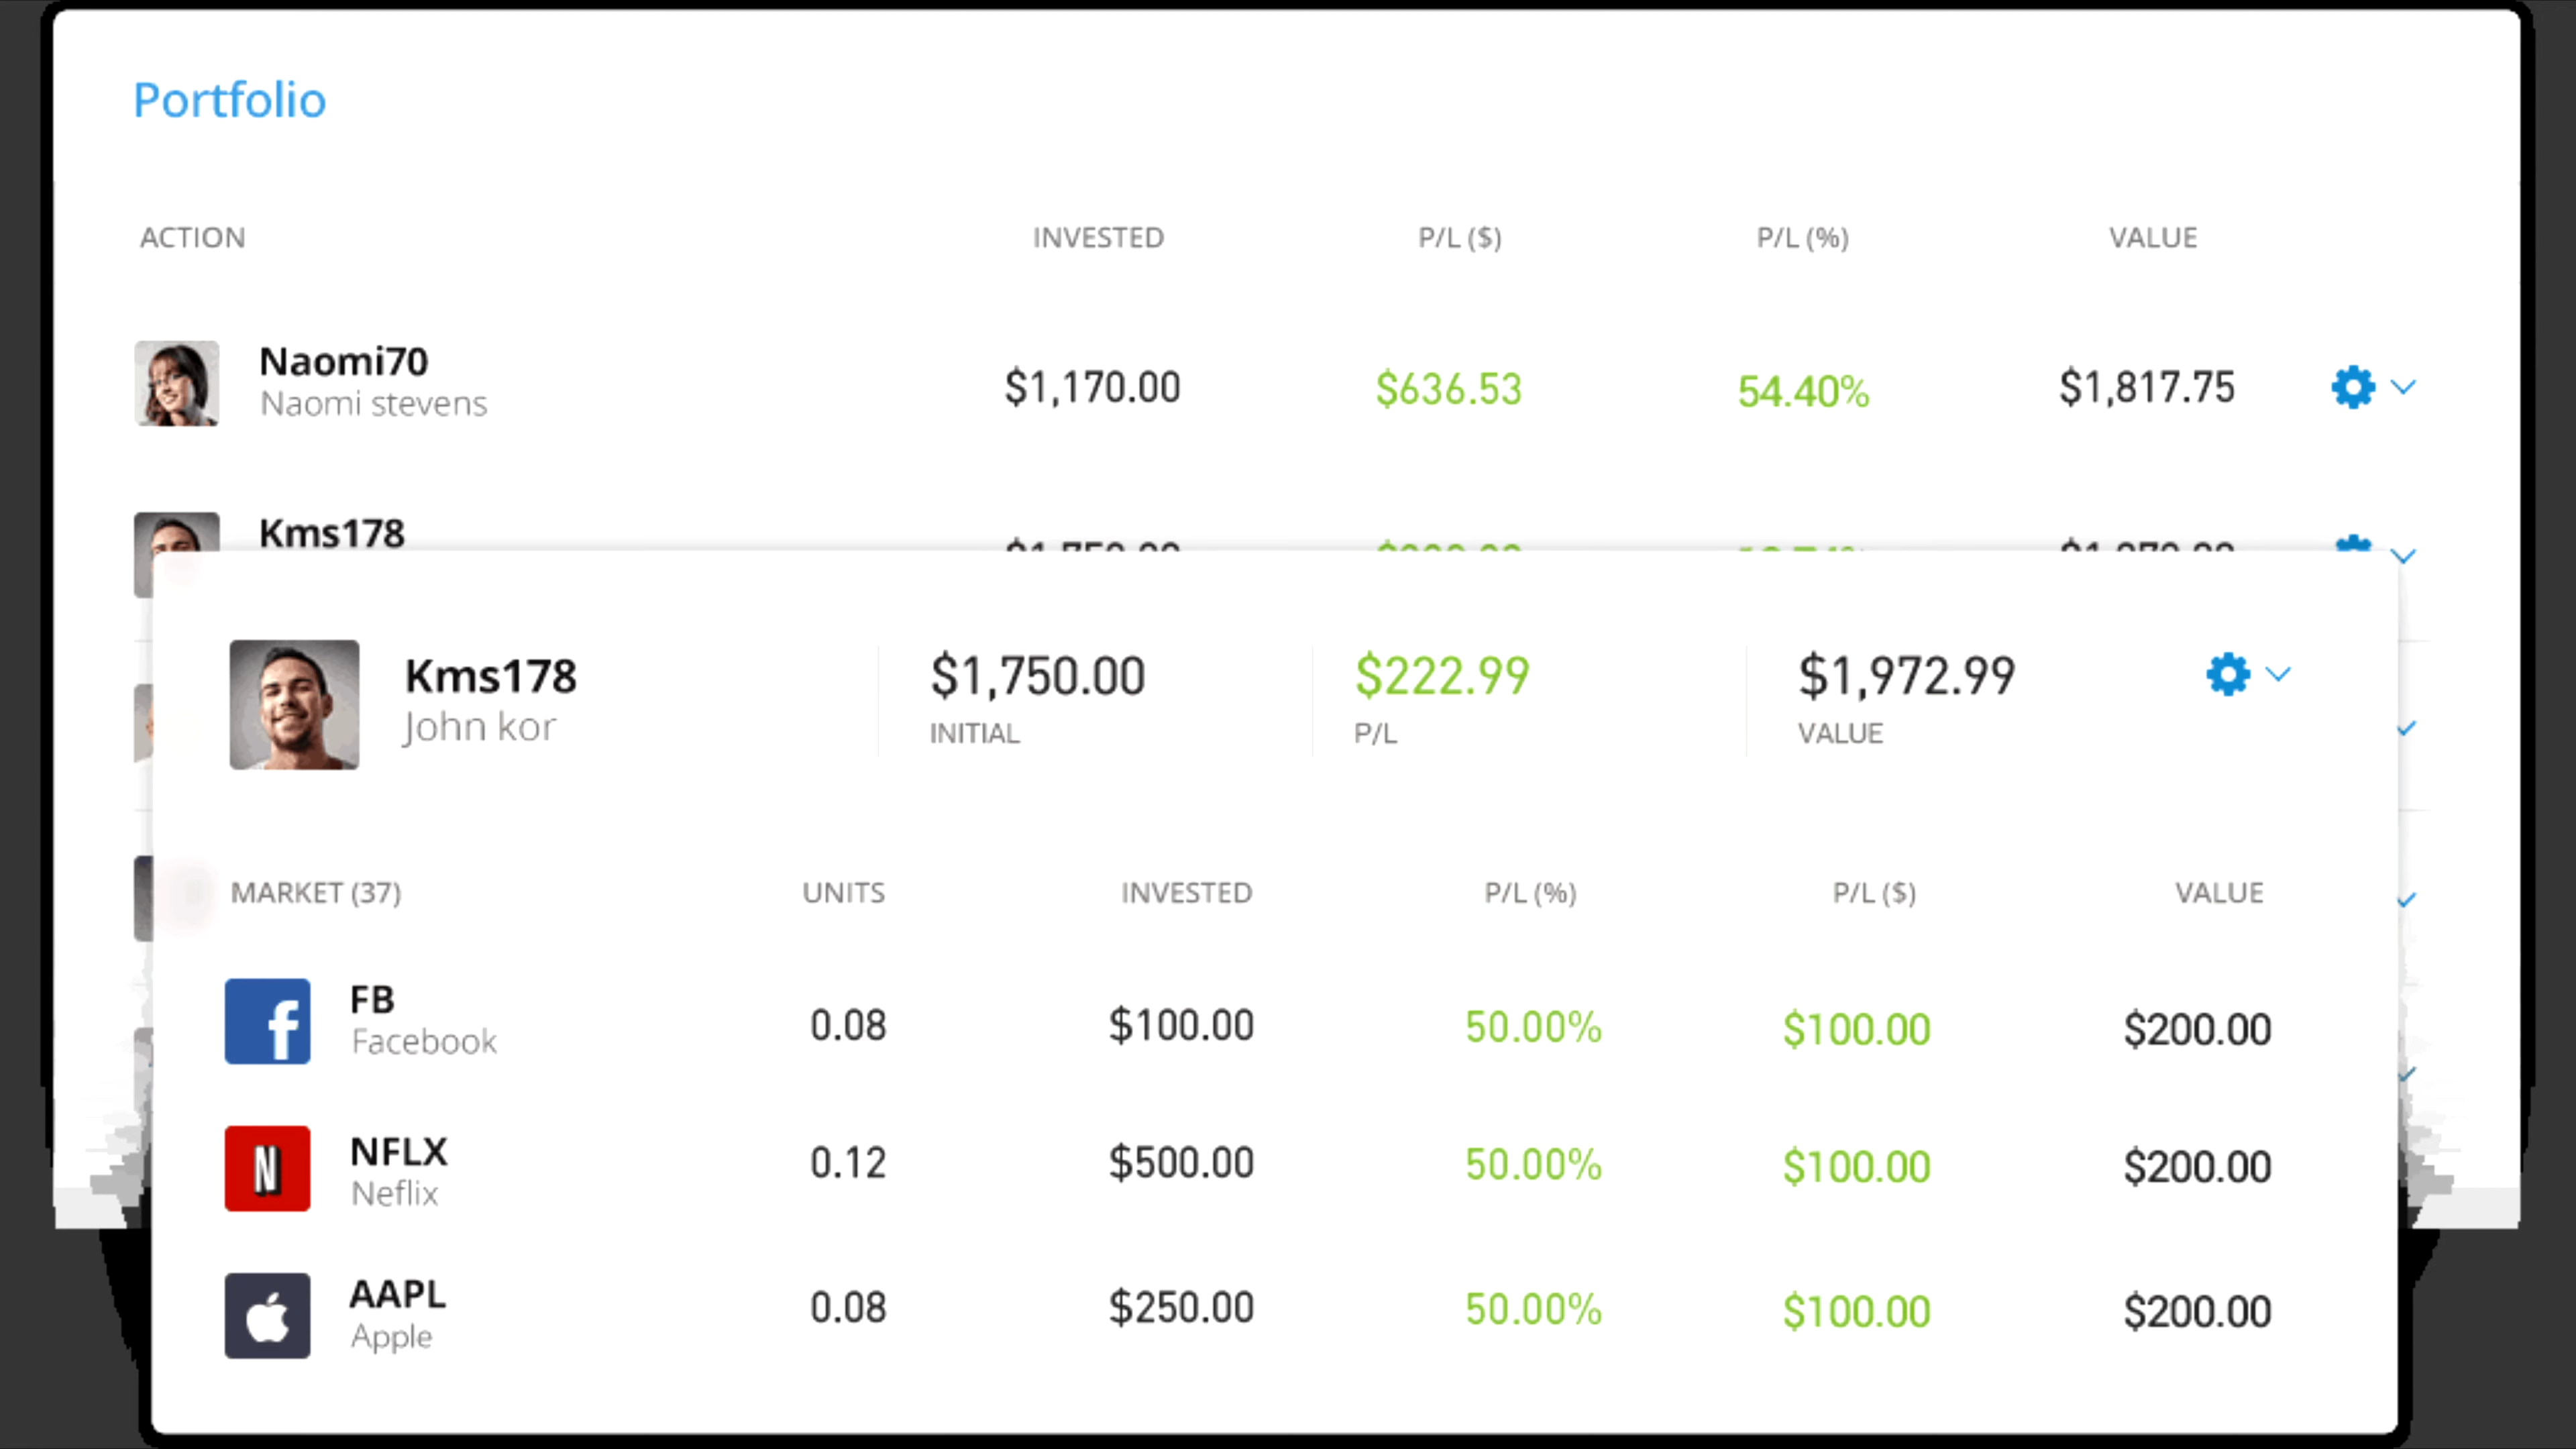 Portfolio
ACTION INVESTED P/L ($) P/L (%) VALUE
Naomi70 $1,170.00 $636.53 54.40% $1,817.75
Naomi stevens
Kms178
Kms178 $1,750.00 $222.99 $1,972.99
John kor INITIAL P/L VALUE
MARKET (37) UNITS INVESTED P/L (%) P/L ($) VALUE
FB 0.08 $100.00 50.00% $100.00 $200.00
Facebook
NFLX 0.12 $500.00 50.00% $100.00 $200.00
Neflix
AAPL 0.08 $250.00 50.00% $100.00 $200.00
Apple